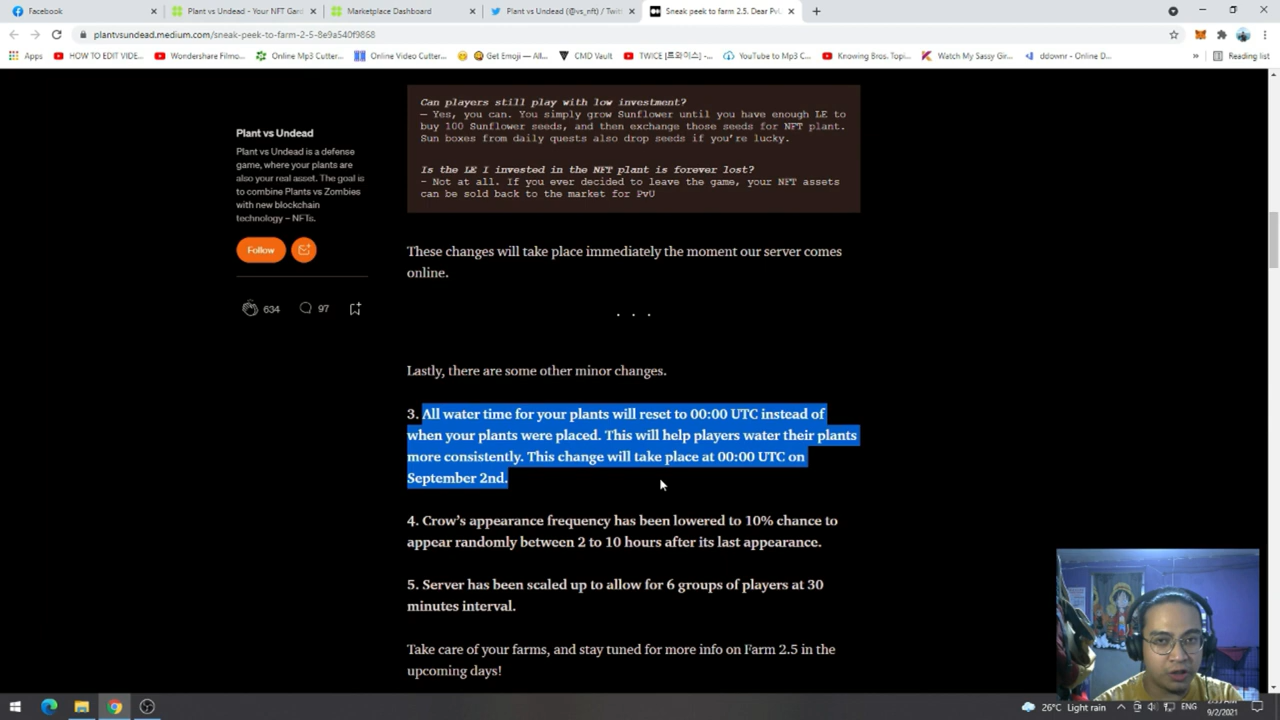 Facebook
Plant vs Undead - Your NFT Gard
Marketplace Dashboard
Plant vs Undead (@vs_nft) / Twit
Sneak peek to farm 2.5. Dear Pvl
plantvsundead.medium.com/sneak-peek-to-farm-2-5-8e9a540f9868
Apps
HOW TO EDIT VIDE...
Wondershare Filmo...
Online Mp3 Cutter...
Online Video Cutter...
Get Emoji — All...
CMD Vault
TWICE [트와이스]-...
YouTube to Mp3 C...
Knowing Bros. Topi...
Watch My Sassy Gir...
ddownr - Online D...
»
Reading list
Can players still play with low investment?
— Yes, you can. You simply grow Sunflower until you have enough LE to
buy 100 Sunflower seeds, and then exchange those seeds for NFT plant.
Sun boxes from daily quests also drop seeds if you're lucky.
Is the LE I invested in the NFT plant is forever lost?
- Not at all. If you ever decided to leave the game, your NFT assets
can be sold back to the market for PvU
Plant vs Undead
Plant vs Undead is a defense
game, where your plants are
also your real asset. The goal is
to combine Plants vs Zombies
with new blockchain
technology – NFTs.
Follow
634
97
These changes will take place immediately the moment our server comes
online.
. . .
Lastly, there are some other minor changes.
3. All water time for your plants will reset to 00:00 UTC instead of
when your plants were placed. This will help players water their plants
more consistently. This change will take place at 00:00 UTC on
September 2nd.
4. Crow's appearance frequency has been lowered to 10% chance to
appear randomly between 2 to 10 hours after its last appearance.
5. Server has been scaled up to allow for 6 groups of players at 30
minutes interval.
Take care of your farms, and stay tuned for more info on Farm 2.5 in the
upcoming days!
26°C Light rain
ENG
9/2/2021